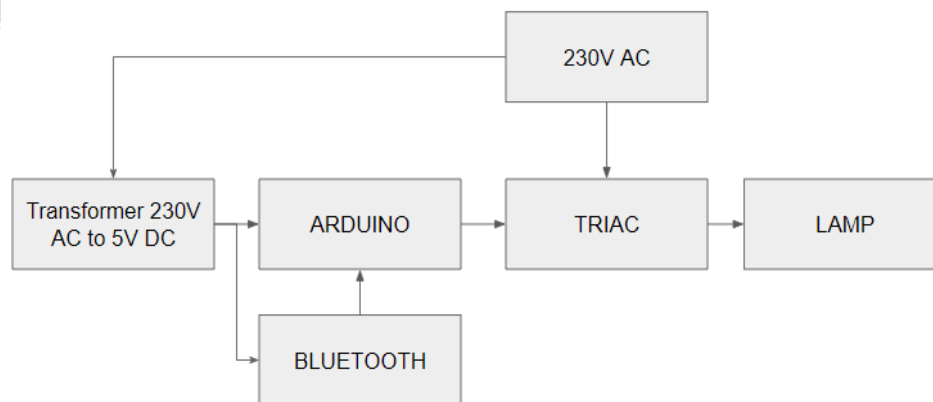 230V AC
Transformer 230V
AC to 5V DC
ARDUINO
TRIAC
LAMP
BLUETOOTH